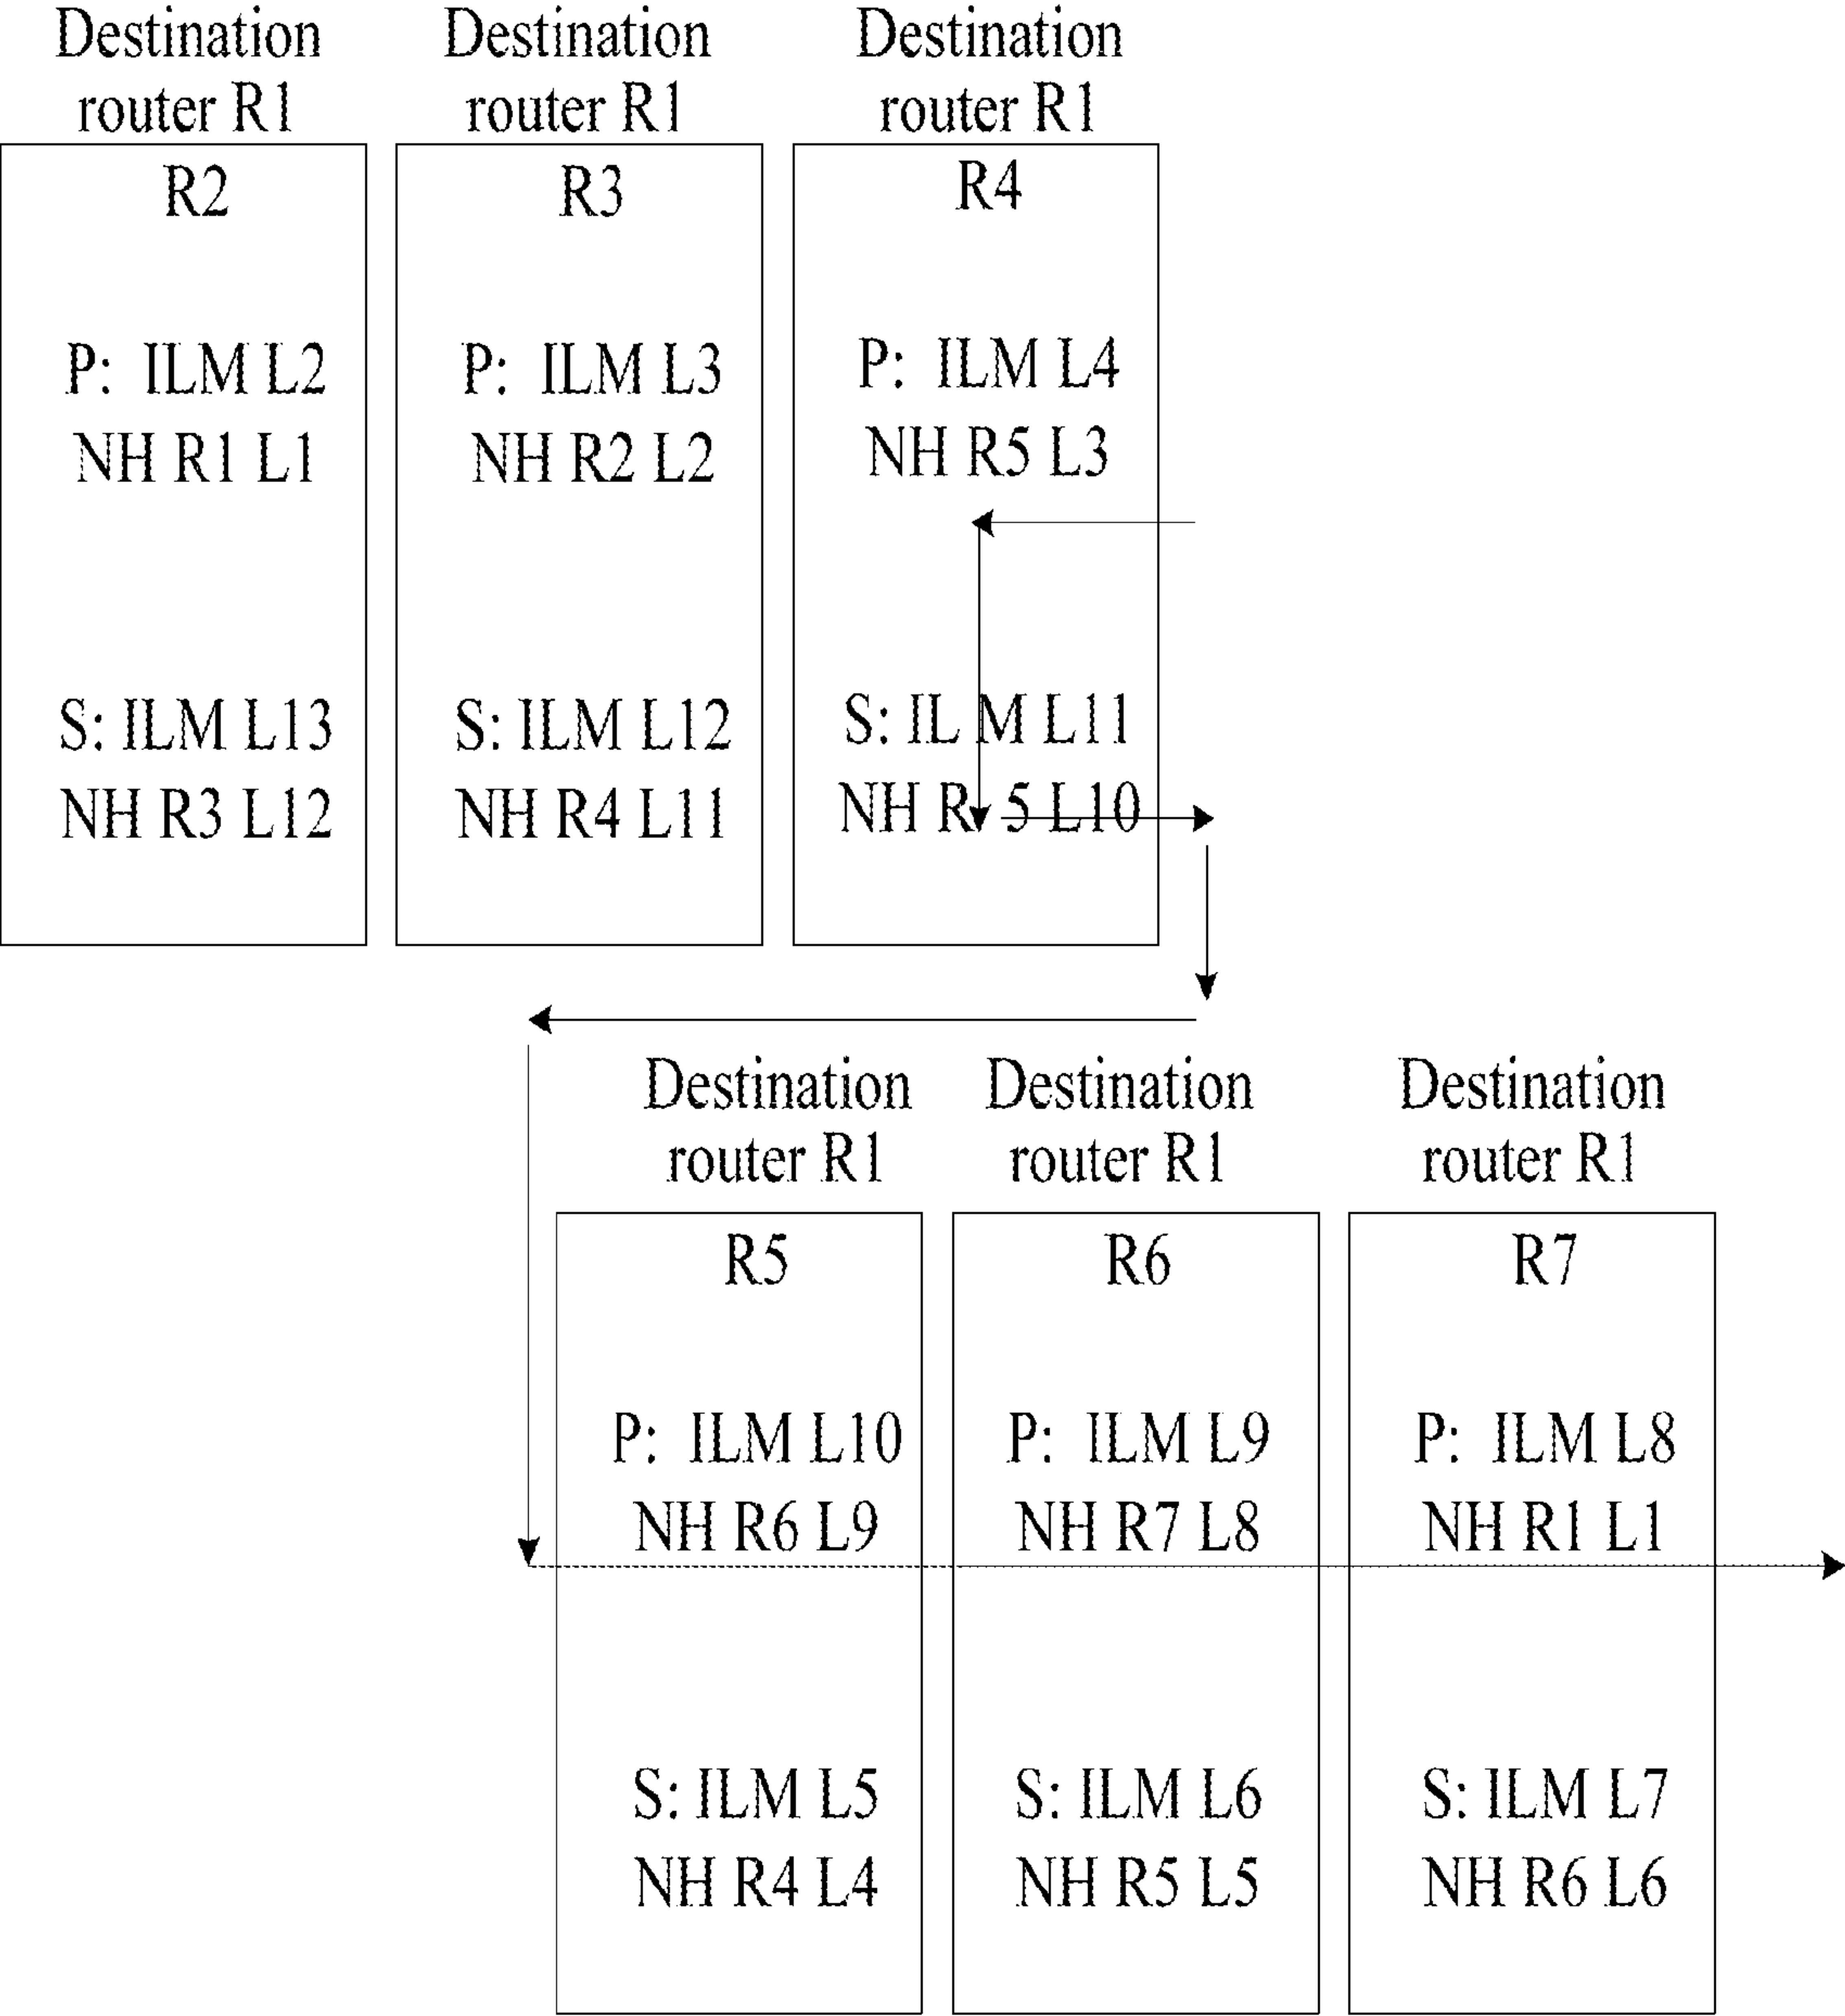 Destination
router R1
R2
P: ILM L2
NH R1 L1
S: ILM L13
NH R3 L12
Destination
router R1
R3
P: ILM L3
NH R2 L2
S: ILM L12
NH R4 L11
Destination
router R1
R4
P: ILM L4
NH R5 L3
S: IL M L11
NH R 5 L10
Destination
router R1
R5
P: ILM L10
NH R6 L9
S: ILM L5
NH R4 L4
Destination
router R1
R6
P: ILM L9
NH R7 L8
S: ILM L6
NH R5 L5
Destination
router R1
R7
P: ILM L8
NH R1 L1
S: ILM L7
NH R6 L6